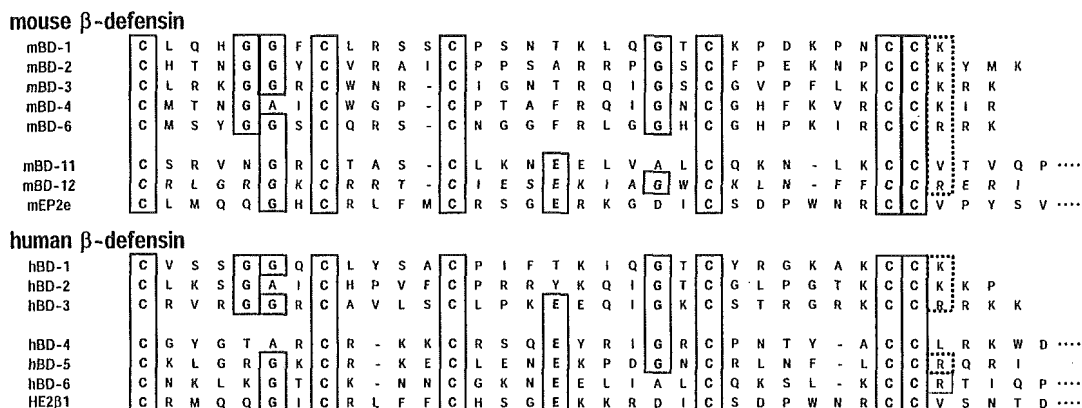 mouse β-defensin
mBD-1 C L Q H G G F C L R S S C P S N T K L Q G T C K P D K P N C C K
mBD-2 C H T N G G Y C V R A I C P P S A R R P G S C F P E K N P C C K Y M K
mBD-3 C L R K G G R C W N R - C I G N T R Q I G S C G V P F L K C C K R K
mBD-4 C M T N G A I C W G P - C P T A F R Q I G N C G H F K V R C C K I R
mBD-6 C M S Y G G S C Q R S - C N G G F R L G G H C G H P K I R C C R R K
mBD-11 C S R V N G R C T A S - C L K N E E L V A L C Q K N - L K C C V T V Q P ····
mBD-12 C R L G R G K C R R T - C I E S E K I A G W C K L N - F F C C R E R I
mEP2e C L M Q Q G H C R L F M C R S G E R K G D I C S D P W N R C C V P Y S V ····
human β-defensin
hBD-1 C V S S G G Q C L Y S A C P I F T K I Q G T C Y R G K A K C C K
hBD-2 C L K S G A I C H P V F C P R R Y K Q I G T C G L P G T K C C K K P
hBD-3 C R V R G G R C A V L S C L P K E E Q I G K C S T R G R K C C R R K K
hBD-4 C G Y G T A R C R - K K C R S Q E Y R I G R C P N T Y - A C C L R K W D ····
hBD-5 C K L G R G K C R - K E C L E N E K P D G N C R L N F - L C C R Q R I
hBD-6 C N K L K G T C K - N N C G K N E E L I A L C Q K S L - K C C R T I Q P ····
HE2β1 C R M Q Q G I C R L F F C H S G E K K R D I C S D P W N R C C V S N T D ····